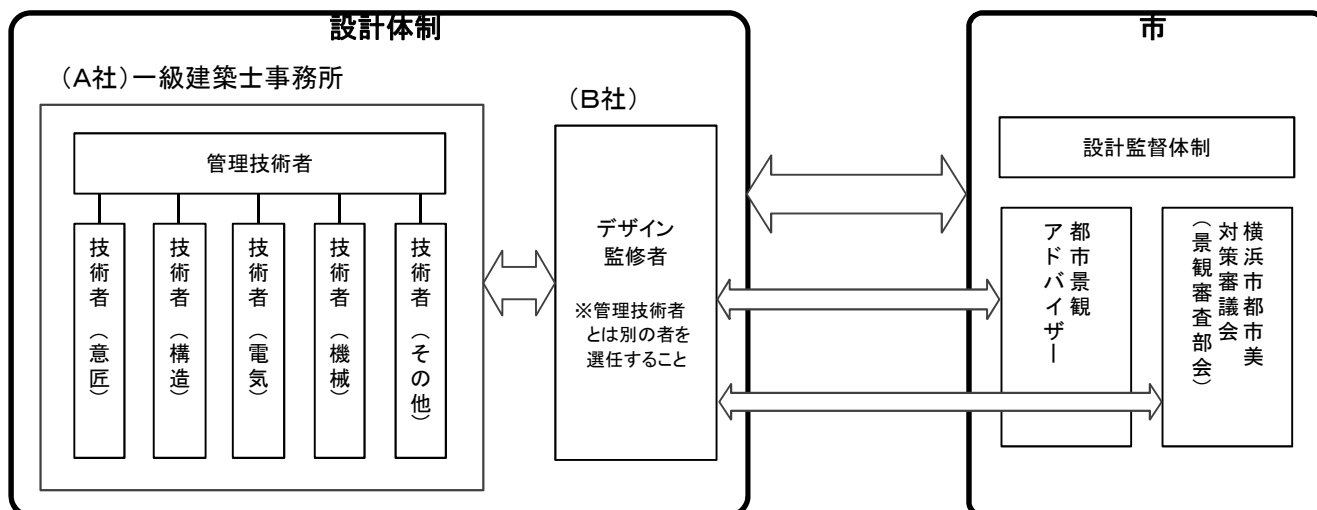 設計体制
(A社)一級建築士事務所
管理技術者
技術者(意匠)
技術者(構造)
技術者(電気)
技術者(機械)
技術者(その他)
(B社)
デザイン
監修者
※管理技術者
とは別の者を
選任すること
市
設計監督体制
都市景観
アドバイザー
横浜市都市美
対策審議会
(景観審査部会)